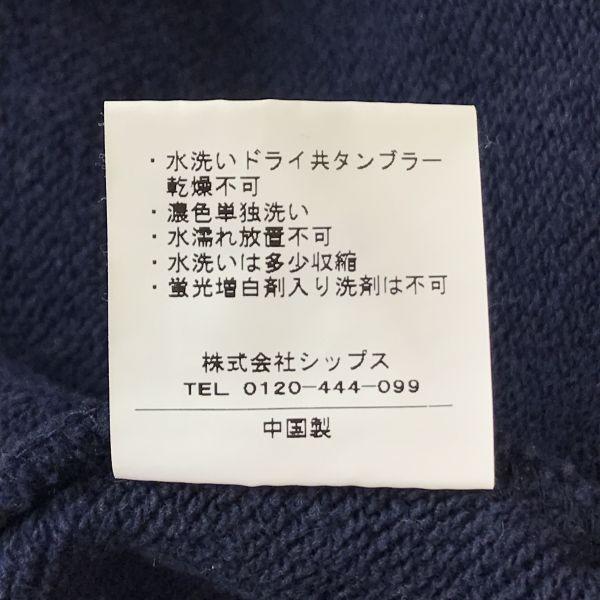 ・水洗いドライ共タンブラー
乾燥不可
・濃色単独洗い
・水濡れ放置不可
・水洗いは多少収縮
・蛍光増白剤入り洗剤は不可
株式会社シップス
TEL 0120-444-099
中国製